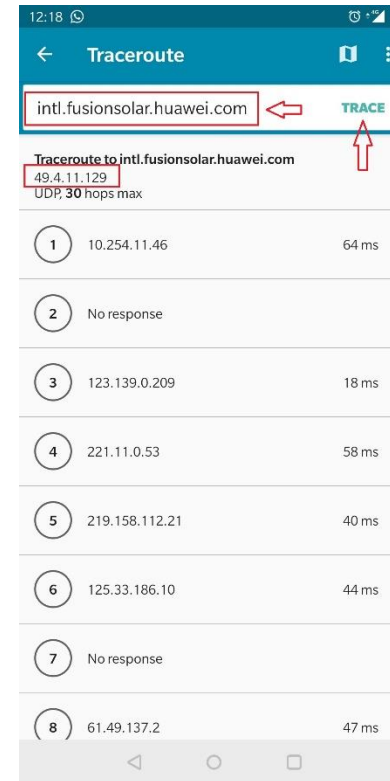 12:18
4G
Traceroute
intl.fusionsolar.huawei.com
TRACE
Traceroute to intl.fusionsolar.huawei.com
49.4.11.129
UDP, 30 hops max
1 10.254.11.46 64 ms
2 No response
3 123.139.0.209 18 ms
4 221.11.0.53 58 ms
5 219.158.112.21 40 ms
6 125.33.186.10 44 ms
7 No response
8 61.49.137.2 47 ms